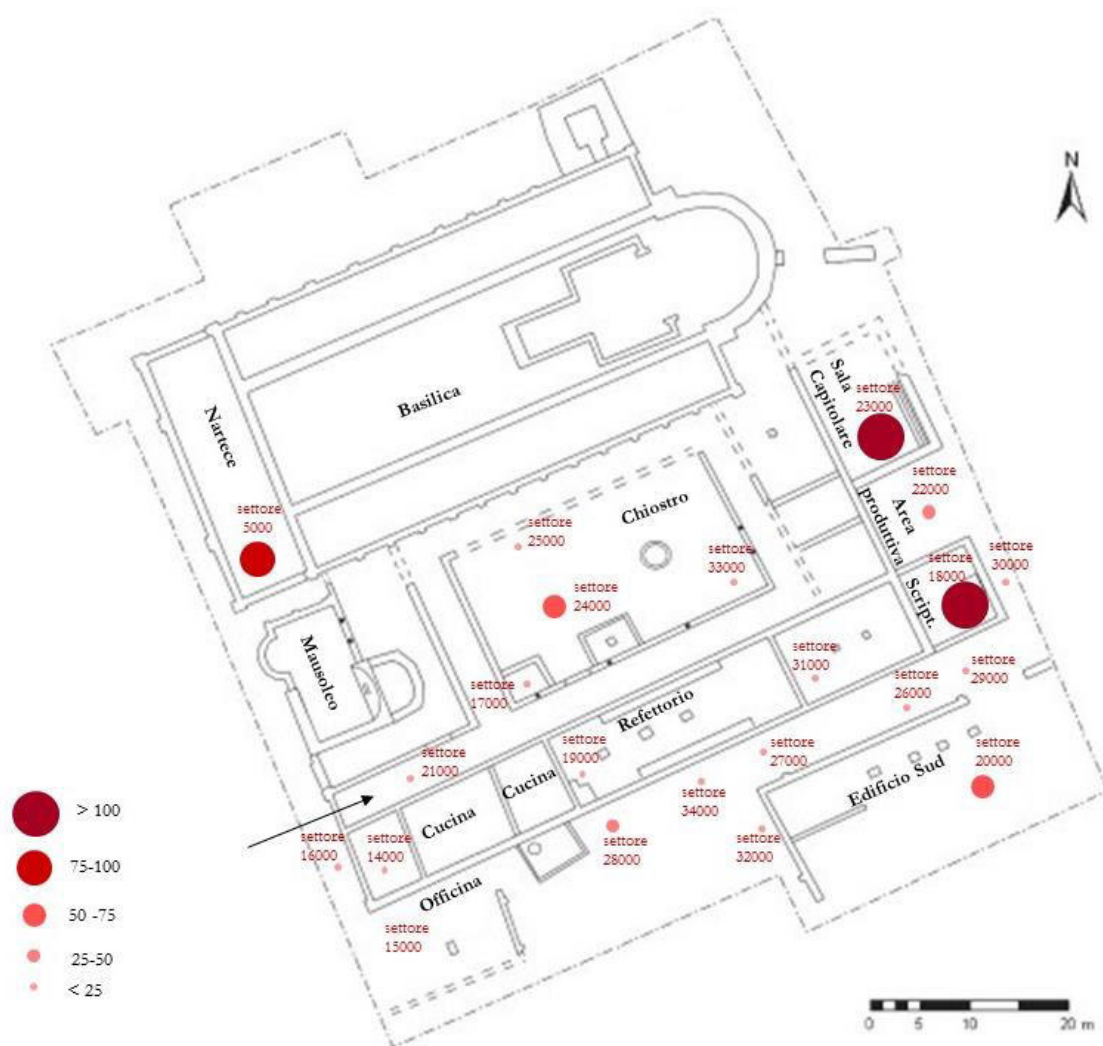 N
Basilica
Nartece
settore
5000
Sala
Capitolare
settore
23000
settore
22000
Area
produttiva
settore
25000
Chiostro
settore
33000
settore
24000
settore
18000
settore
30000
Script.
Mausoleo
settore
17000
settore
31000
settore
29000
settore
26000
Refettorio
settore
21000
settore
19000
settore
27000
settore
20000
Cucina
Cucina
settore
34000
Edificio Sud
settore
16000
settore
14000
settore
28000
settore
32000
Officina
settore
15000
> 100
75-100
50 -75
25-50
< 25
0 5 10 20 m